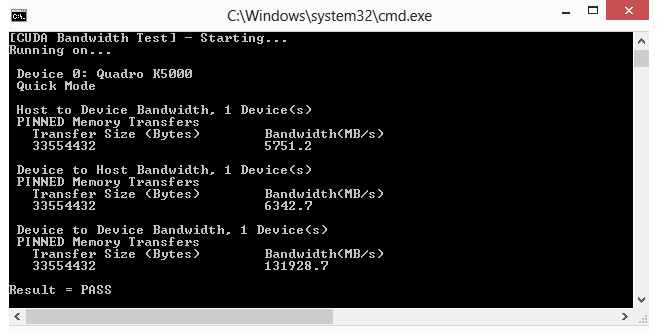 C:\Windows\system32\cmd.exe
[CUDA Bandwidth Test] - Starting...
Running on...
Device 0: Quadro K5000
Quick Mode
Host to Device Bandwidth, 1 Device(s)
PINNED Memory Transfers
Transfer Size (Bytes) Bandwidth(MB/s)
33554432 5751.2
Device to Host Bandwidth, 1 Device(s)
PINNED Memory Transfers
Transfer Size (Bytes) Bandwidth(MB/s)
33554432 6342.7
Device to Device Bandwidth, 1 Device(s)
PINNED Memory Transfers
Transfer Size (Bytes) Bandwidth(MB/s)
33554432 131928.7
Result = PASS